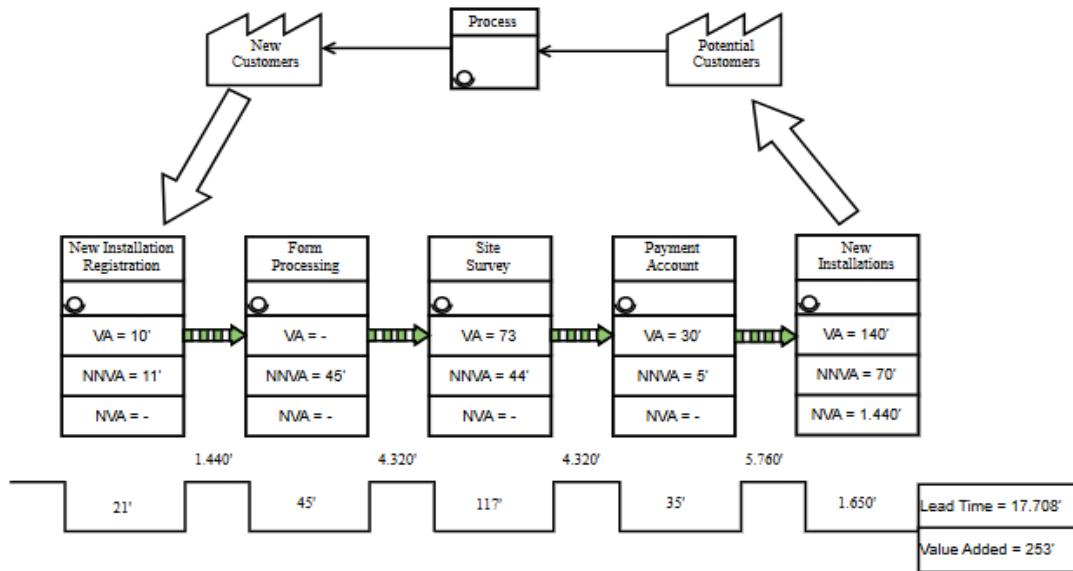 Process
New
Customers
Potential
Customers
New Installation
Registration
VA = 10'
NNVA = 11'
NVA = -
Form
Processing
VA = -
NNVA = 45'
NVA = -
Site
Survey
VA = 73
NNVA = 44'
NVA = -
Payment
Account
VA = 30'
NNVA = 5'
NVA = -
New
Installations
VA = 140'
NNVA = 70'
NVA = 1.440'
1.440'
4.320'
4.320'
5.760'
21'
45'
117'
35'
1.650'
Lead Time = 17.708'
Value Added = 253'